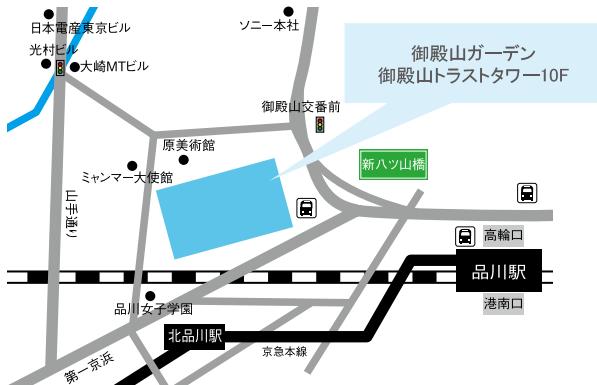 日本電産東京ビル
ソニー本社
光村ビル
大崎MTビル
御殿山ガーデン
御殿山トラストタワー10F
御殿山交番前
原美術館
新八ツ山橋
ミャンマー大使館
山手通り
高輪口
品川駅
港南口
品川女子学園
北品川駅
京急本線
第一京浜